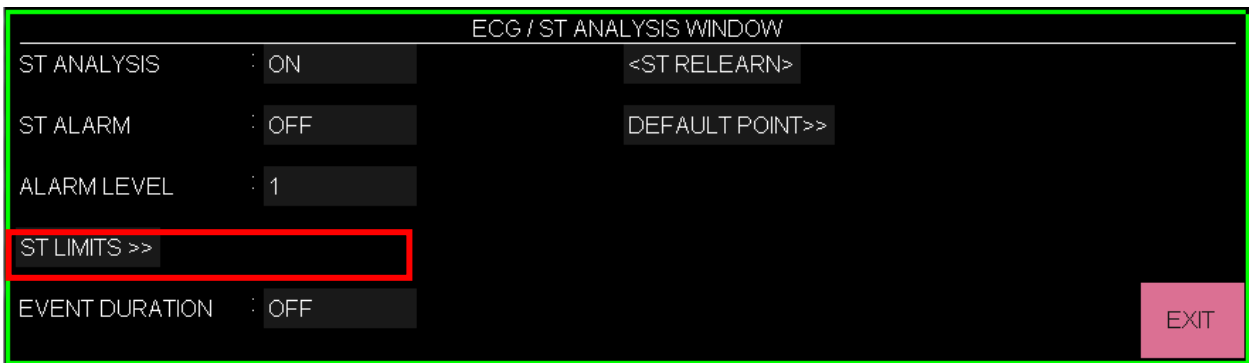 ECG / ST ANALYSIS WINDOW
ST ANALYSIS : ON <ST RELEARN>
ST ALARM : OFF DEFAULT POINT>>
ALARM LEVEL : 1
ST LIMITS >>
EVENT DURATION : OFF
EXIT